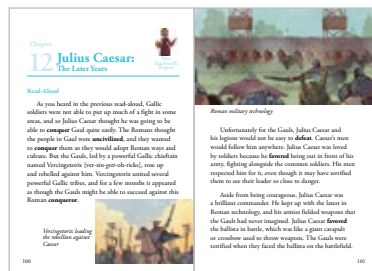 Chapter
12 Julius Caesar:
The Later Years
Read-Aloud
As you heard in the previous read-aloud, Gallic
soldiers were not able to put up much of a fight in some
areas, and so Julius Caesar thought he was going to be
able to conquer Gaul quite easily. The Romans thought
the people in Gaul were uncivilized, and they wanted
to conquer them so they would adopt Roman ways and
culture. But the Gauls, led by a powerful Gallic chieftain
named Vercingetorix [ver-sin-gett-oh-ricks], rose up
and rebelled against him. Vercingetorix united several
powerful Gallic tribes, and for a few months it appeared
as though the Gauls might be able to succeed against this
Roman conqueror.
Vercingetorix leading
the rebellion against
Caesar
100
Roman military technology
Unfortunately for the Gauls, Julius Caesar and
his legions would not be easy to defeat. Caesar's men
would follow him anywhere. Julius Caesar was loved
by soldiers because he favored being out in front of his
army, fighting alongside the common soldiers. His men
respected him for it, even though it may have terrified
them to see their leader so close to danger.
Aside from being courageous, Julius Caesar was
a brilliant commander. He kept up with the latest in
Roman technology, and his armies fielded weapons that
the Gauls had never imagined. Julius Caesar favored
the ballista in battle, which was like a giant catapult
or crossbow used to throw weapons. The Gauls were
terrified when they faced the ballista on the battlefield.
101